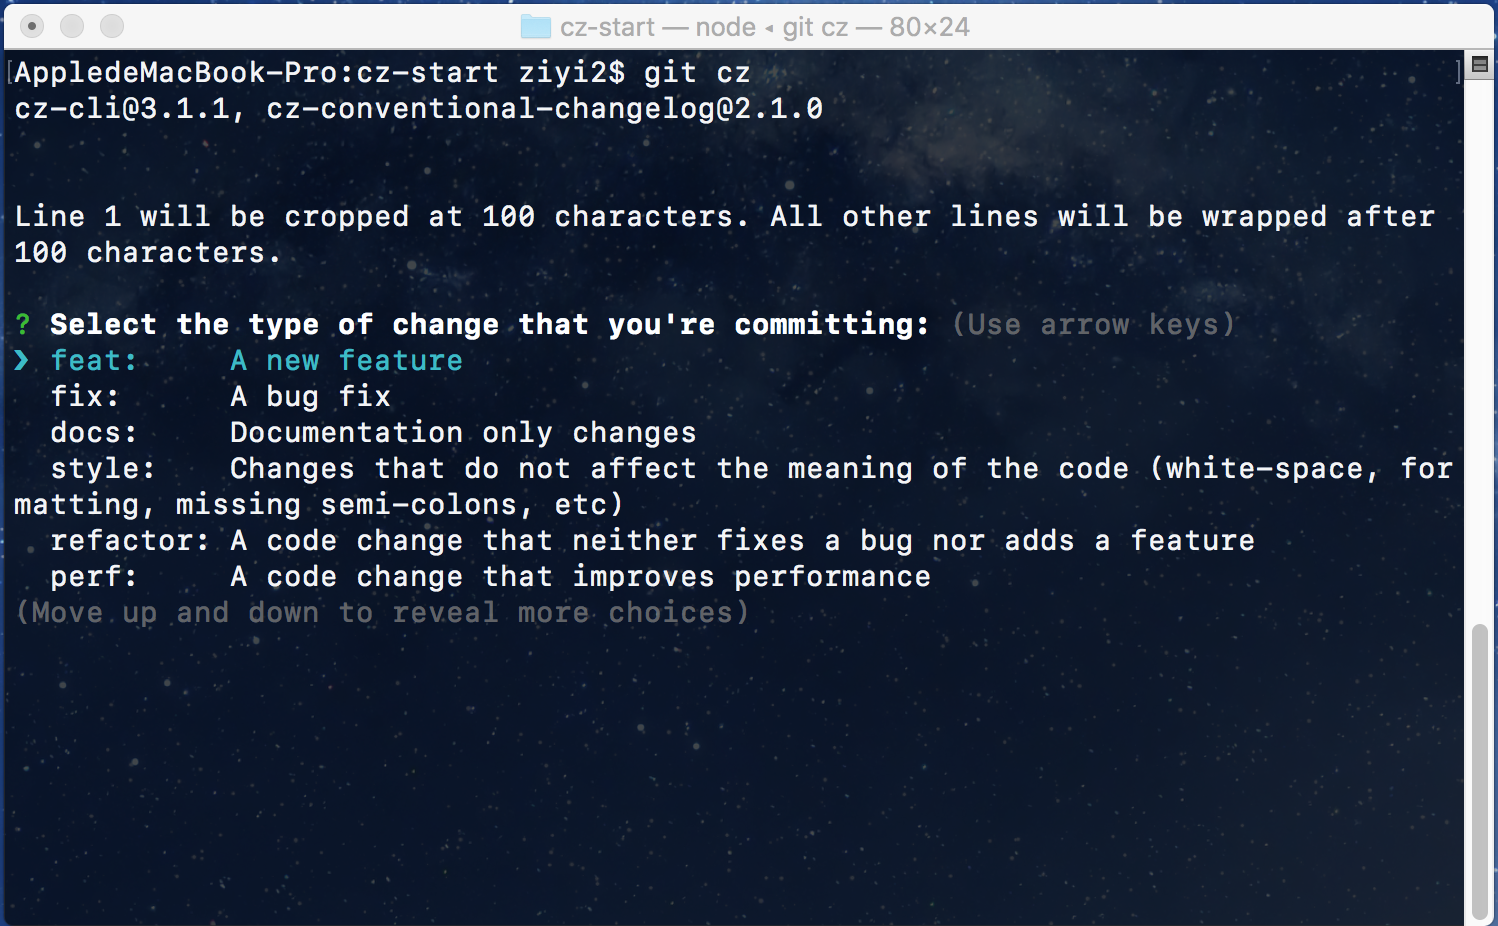 cz-start — node ◂ git cz — 80×24
[AppledeMacBook-Pro:cz-start ziyi2$ git cz ]
cz-cli@3.1.1, cz-conventional-changelog@2.1.0
Line 1 will be cropped at 100 characters. All other lines will be wrapped after
100 characters.
? Select the type of change that you're committing: (Use arrow keys)
❯ feat:     A new feature
  fix:      A bug fix
  docs:     Documentation only changes
  style:    Changes that do not affect the meaning of the code (white-space, for
matting, missing semi-colons, etc)
  refactor: A code change that neither fixes a bug nor adds a feature
  perf:     A code change that improves performance
(Move up and down to reveal more choices)